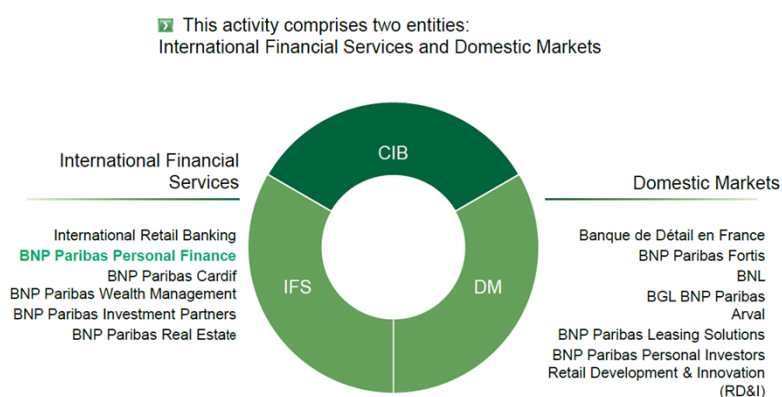 This activity comprises two entities:
International Financial Services and Domestic Markets
CIB
International Financial
Services
International Retail Banking
BNP Paribas Personal Finance
BNP Paribas Cardif
BNP Paribas Wealth Management
BNP Paribas Investment Partners
BNP Paribas Real Estate
IFS
DM
Domestic Markets
Banque de Détail en France
BNP Paribas Fortis
BNL
BGL BNP Paribas
Arval
BNP Paribas Leasing Solutions
BNP Paribas Personal Investors
Retail Development & Innovation
(RD&I)